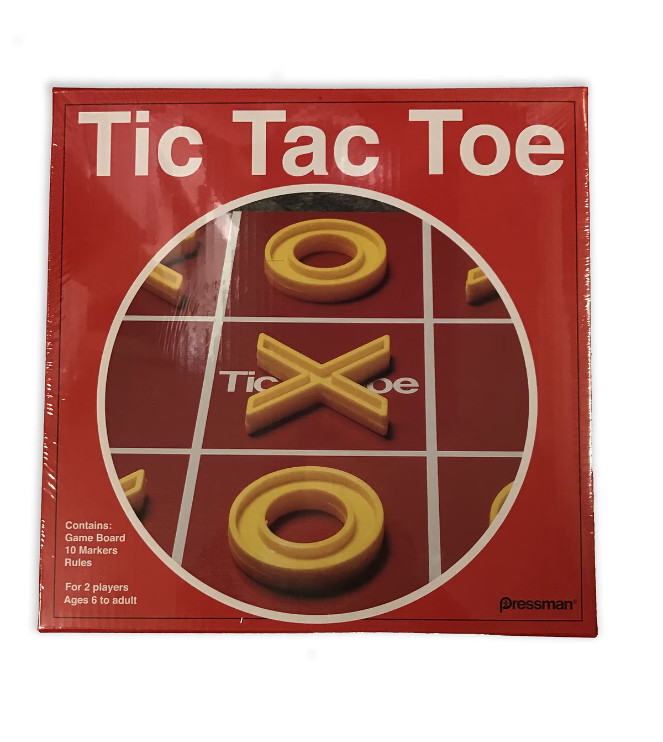 Tic Tac Toe
Tic oe
Contains:
Game Board
10 Markers
Rules
For 2 players
Ages 6 to adult
Pressman®